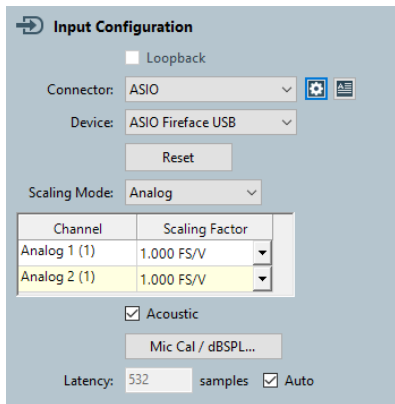 Input Configuration
Loopback
Connector: ASIO
Device: ASIO Fireface USB
Reset
Scaling Mode: Analog
Channel Scaling Factor
Analog 1 (1) 1.000 FS/V
Analog 2 (1) 1.000 FS/V
Acoustic
Mic Cal / dBSPL...
Latency: 532 samples Auto